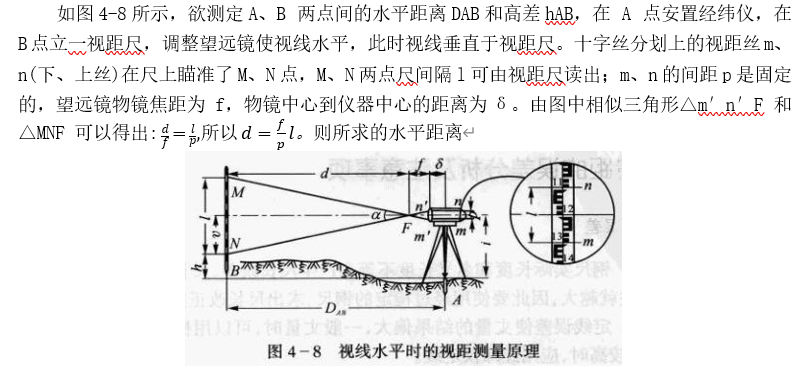 如图 4-8 所示，欲测定 A、B 两点间的水平距离 DAB 和高差 hAB，在 A 点安置经纬仪，在
B 点立一视距尺，调整望远镜使视线水平，此时视线垂直于视距尺。十字丝分划上的视距丝 m、
n(下、上丝)在尺上瞄准了 M、N 点，M、N 两点尺间隔 l 可由视距尺读出；m、n 的间距 p 是固定
的，望远镜物镜焦距为 f，物镜中心到仪器中心的距离为 δ。由图中相似三角形△m′n′F 和
△MNF 可以得出: d/f = l/p,所以 d = f/p l。则所求的水平距离↵
d f δ
M α n′ n
l v F m′ m i
N
h B A
D_AB
11 n
l 12
13 m
14
图 4-8 视线水平时的视距测量原理